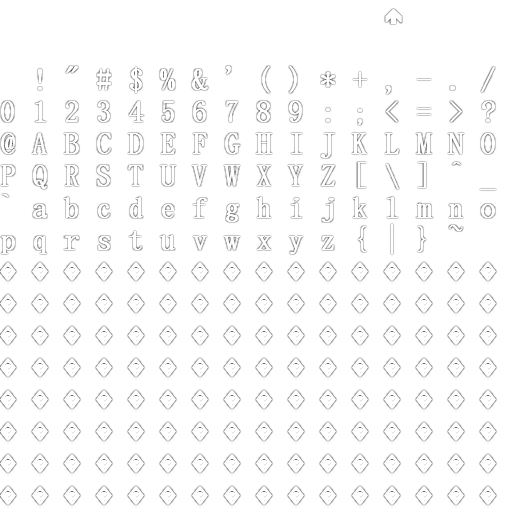 ! " # $ % & ' ( ) * + , - . /
0 1 2 3 4 5 6 7 8 9 : ; < = > ?
@ A B C D E F G H I J K L M N O
P Q R S T U V W X Y Z [ \ ] ^ _
` a b c d e f g h i j k l m n o
p q r s t u v w x y z { | } ~